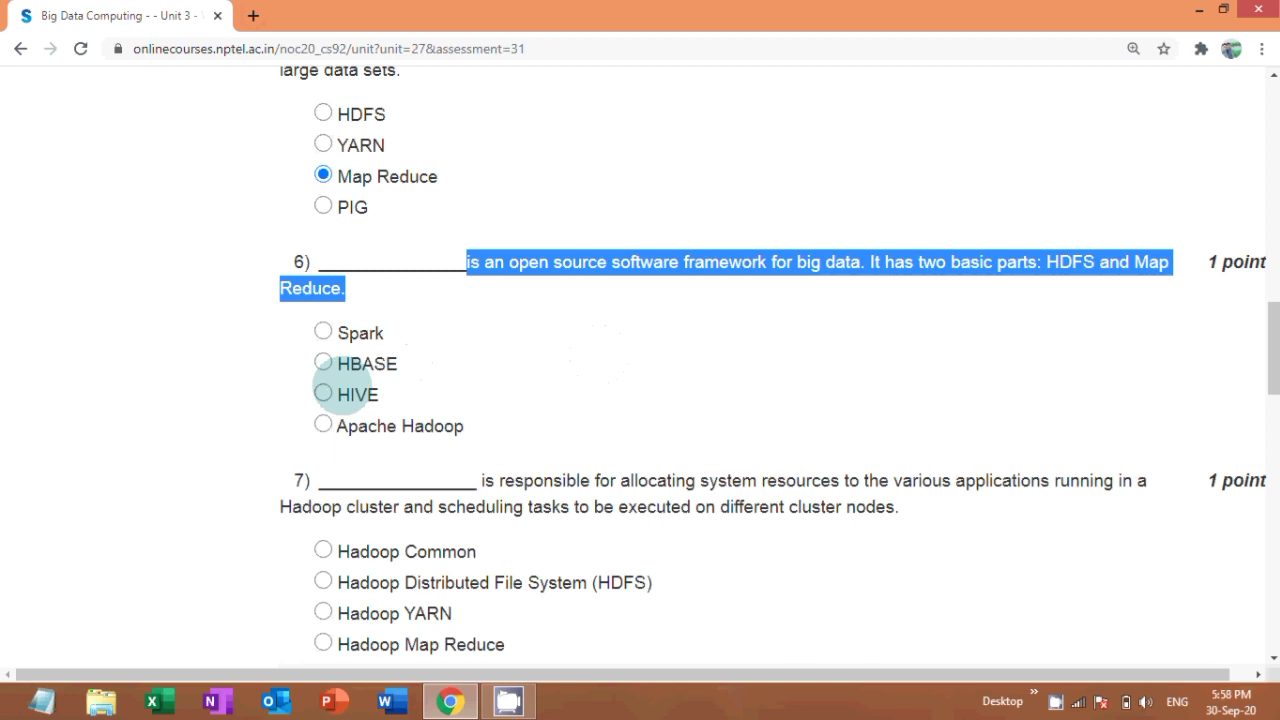 Big Data Computing - - Unit 3 -
onlinecourses.nptel.ac.in/noc20_cs92/unit?unit=27&assessment=31
large data sets.
HDFS
YARN
Map Reduce
PIG
6) ________________is an open source software framework for big data. It has two basic parts: HDFS and Map 1 point
Reduce.
Spark
HBASE
HIVE
Apache Hadoop
7) _________________ is responsible for allocating system resources to the various applications running in a 1 point
Hadoop cluster and scheduling tasks to be executed on different cluster nodes.
Hadoop Common
Hadoop Distributed File System (HDFS)
Hadoop YARN
Hadoop Map Reduce
Desktop ENG 5:58 PM
30-Sep-20